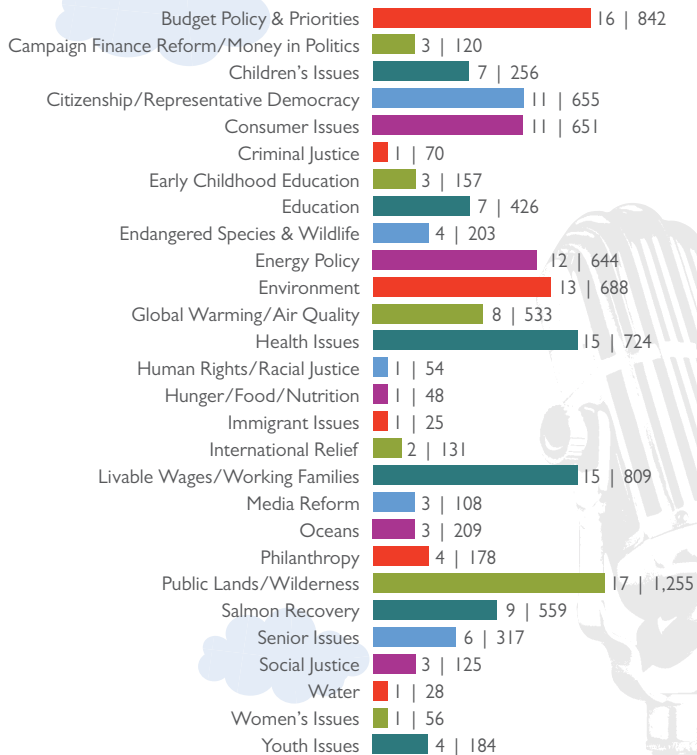 Budget Policy & Priorities 16 | 842
Campaign Finance Reform/Money in Politics 3 | 120
Children's Issues 7 | 256
Citizenship/Representative Democracy 11 | 655
Consumer Issues 11 | 651
Criminal Justice 1 | 70
Early Childhood Education 3 | 157
Education 7 | 426
Endangered Species & Wildlife 4 | 203
Energy Policy 12 | 644
Environment 13 | 688
Global Warming/Air Quality 8 | 533
Health Issues 15 | 724
Human Rights/Racial Justice 1 | 54
Hunger/Food/Nutrition 1 | 48
Immigrant Issues 1 | 25
International Relief 2 | 131
Livable Wages/Working Families 15 | 809
Media Reform 3 | 108
Oceans 3 | 209
Philanthropy 4 | 178
Public Lands/Wilderness 17 | 1,255
Salmon Recovery 9 | 559
Senior Issues 6 | 317
Social Justice 3 | 125
Water 1 | 28
Women's Issues 1 | 56
Youth Issues 4 | 184